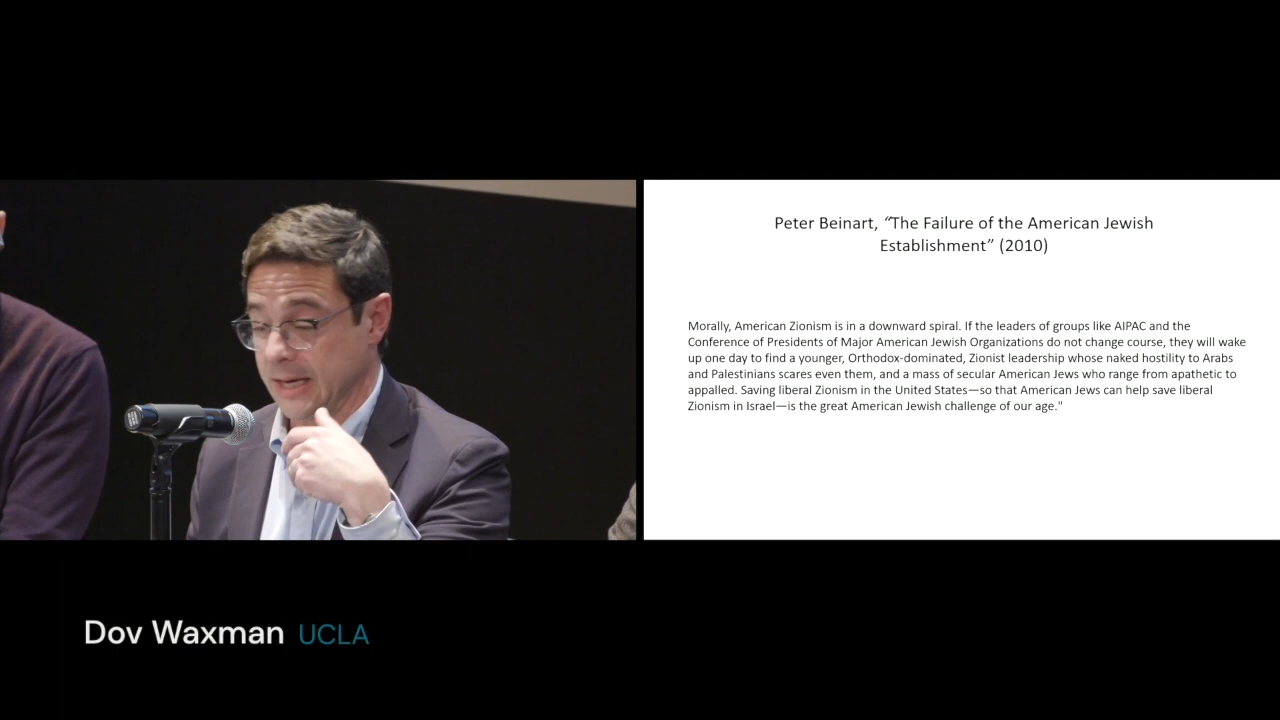 Peter Beinart, “The Failure of the American Jewish
Establishment” (2010)
Morally, American Zionism is in a downward spiral. If the leaders of groups like AIPAC and the
Conference of Presidents of Major American Jewish Organizations do not change course, they will wake
up one day to find a younger, Orthodox-dominated, Zionist leadership whose naked hostility to Arabs
and Palestinians scares even them, and a mass of secular American Jews who range from apathetic to
appalled. Saving liberal Zionism in the United States—so that American Jews can help save liberal
Zionism in Israel—is the great American Jewish challenge of our age."
Dov Waxman UCLA